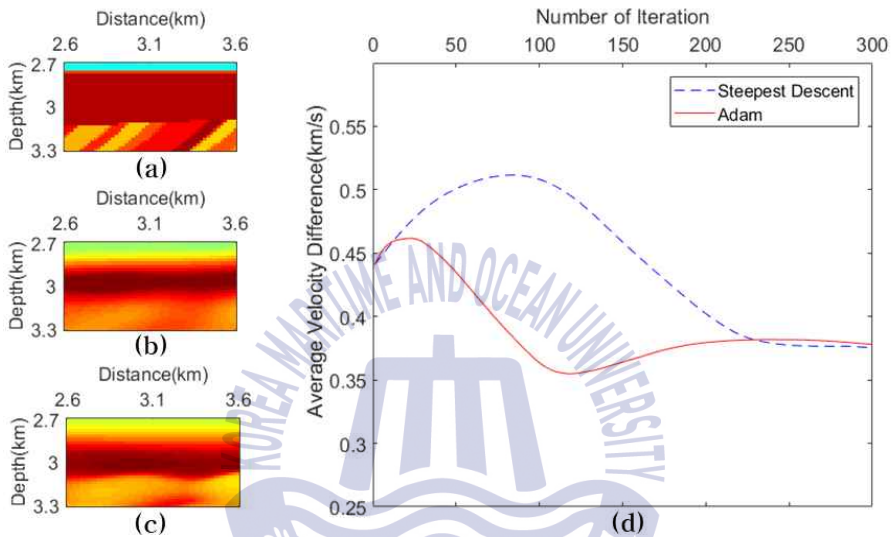 Distance(km)
2.6 3.1 3.6
2.7
3
3.3
Depth(km)
(a)
Distance(km)
2.6 3.1 3.6
2.7
3
3.3
Depth(km)
(b)
Distance(km)
2.6 3.1 3.6
2.7
3
3.3
Depth(km)
(c)
Number of Iteration
0 50 100 150 200 250 300
0.55
0.5
0.45
0.4
0.35
0.3
0.25
Average Velocity Difference(km/s)
Steepest Descent
Adam
(d)
KOREA MARITIME AND OCEAN UNIVERSITY